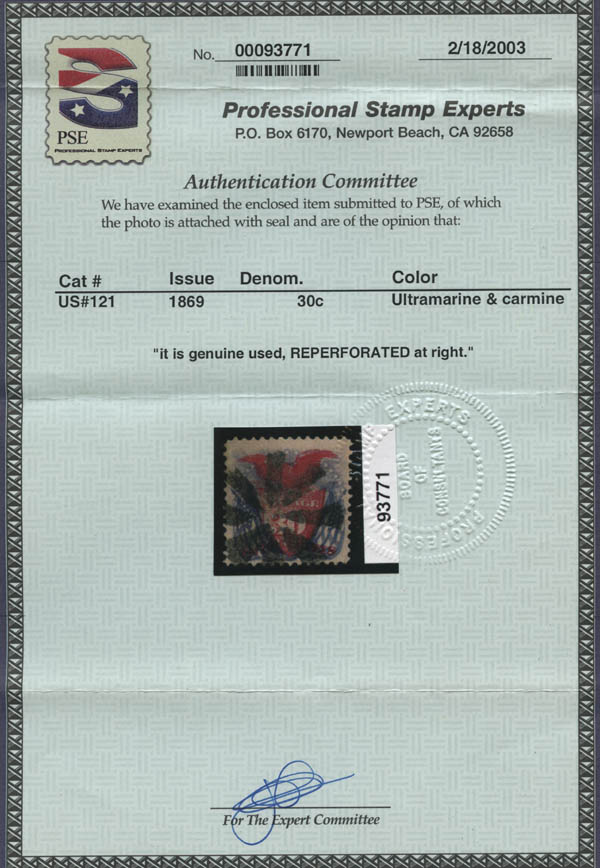 No. 00093771
2/18/2003
PSE
PROFESSIONAL STAMP EXPERTS
Professional Stamp Experts
P.O. Box 6170, Newport Beach, CA 92658
Authentication Committee
We have examined the enclosed item submitted to PSE, of which
the photo is attached with seal and are of the opinion that:
Cat # Issue Denom. Color
US#121 1869 30c Ultramarine & carmine
"it is genuine used, REPERFORATED at right."
93771
STAMP EXPERTS
PROFESSIONAL
BOARD
OF
CONSULTANTS
For The Expert Committee